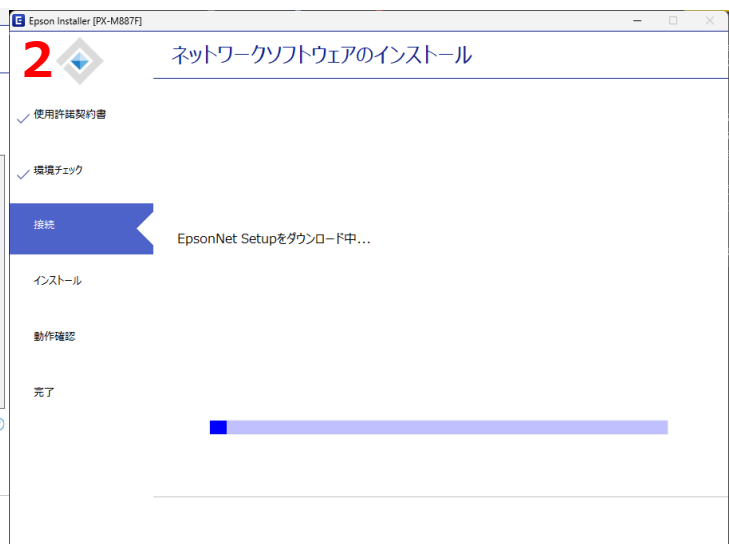 Epson Installer [PX-M887F]
2
ネットワークソフトウェアのインストール
使用許諾契約書
環境チェック
接続
EpsonNet Setupをダウンロード中...
インストール
動作確認
完了